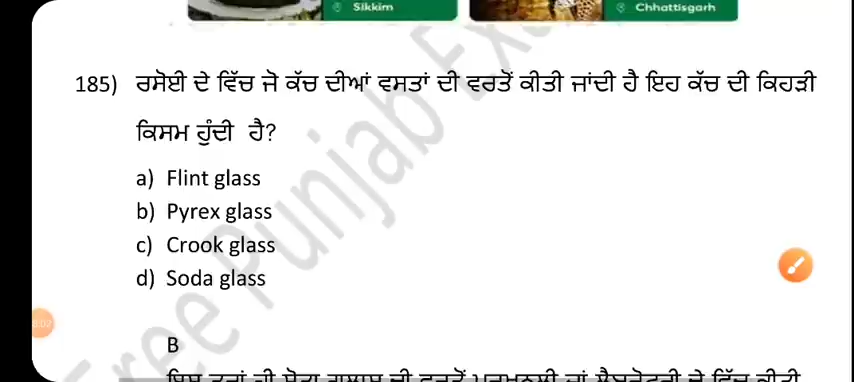 Sikkim
Chhattisgarh
185) ਰਸੋਈ ਦੇ ਵਿੱਚ ਜੋ ਕੱਚ ਦੀਆਂ ਵਸਤਾਂ ਦੀ ਵਰਤੋਂ ਕੀਤੀ ਜਾਂਦੀ ਹੈ ਇਹ ਕੱਚ ਦੀ ਕਿਹੜੀ
ਕਿਸਮ ਹੁੰਦੀ ਹੈ?
a) Flint glass
b) Pyrex glass
c) Crook glass
d) Soda glass
B